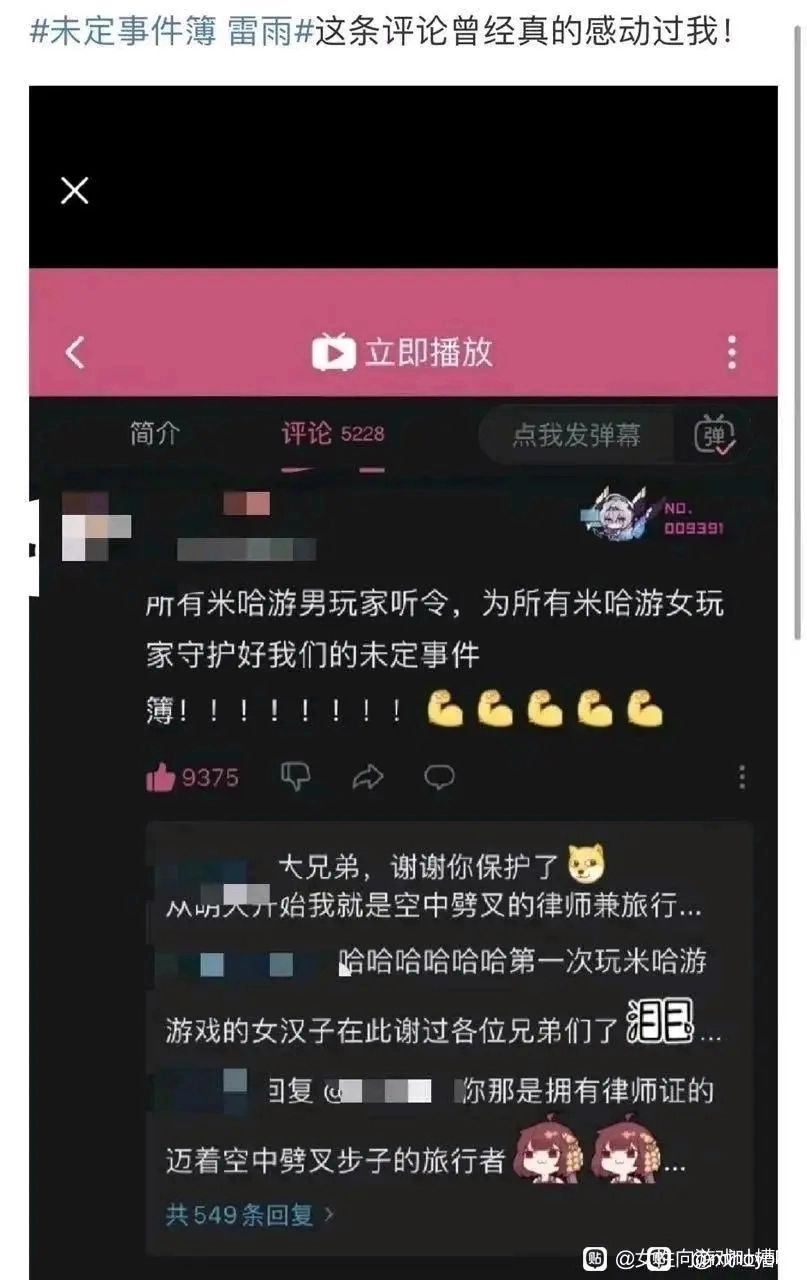 #未定事件簿 雷雨#这条评论曾经真的感动过我！
立即播放
简介
评论 5228
点我发弹幕
弹
NO.
009391
所有米哈游男玩家听令，为所有米哈游女玩
家守护好我们的未定事件
簿！！！！！！！！💪💪💪💪💪
9375
大兄弟，谢谢你保护了
从明天开始我就是空中劈叉的律师兼旅行...
哈哈哈哈哈哈第一次玩米哈游
游戏的女汉子在此谢过各位兄弟们了 泪目...
回复 @ 你那是拥有律师证的
迈着空中劈叉步子的旅行者...
共549条回复 >
贴 @女性向游戏吐槽